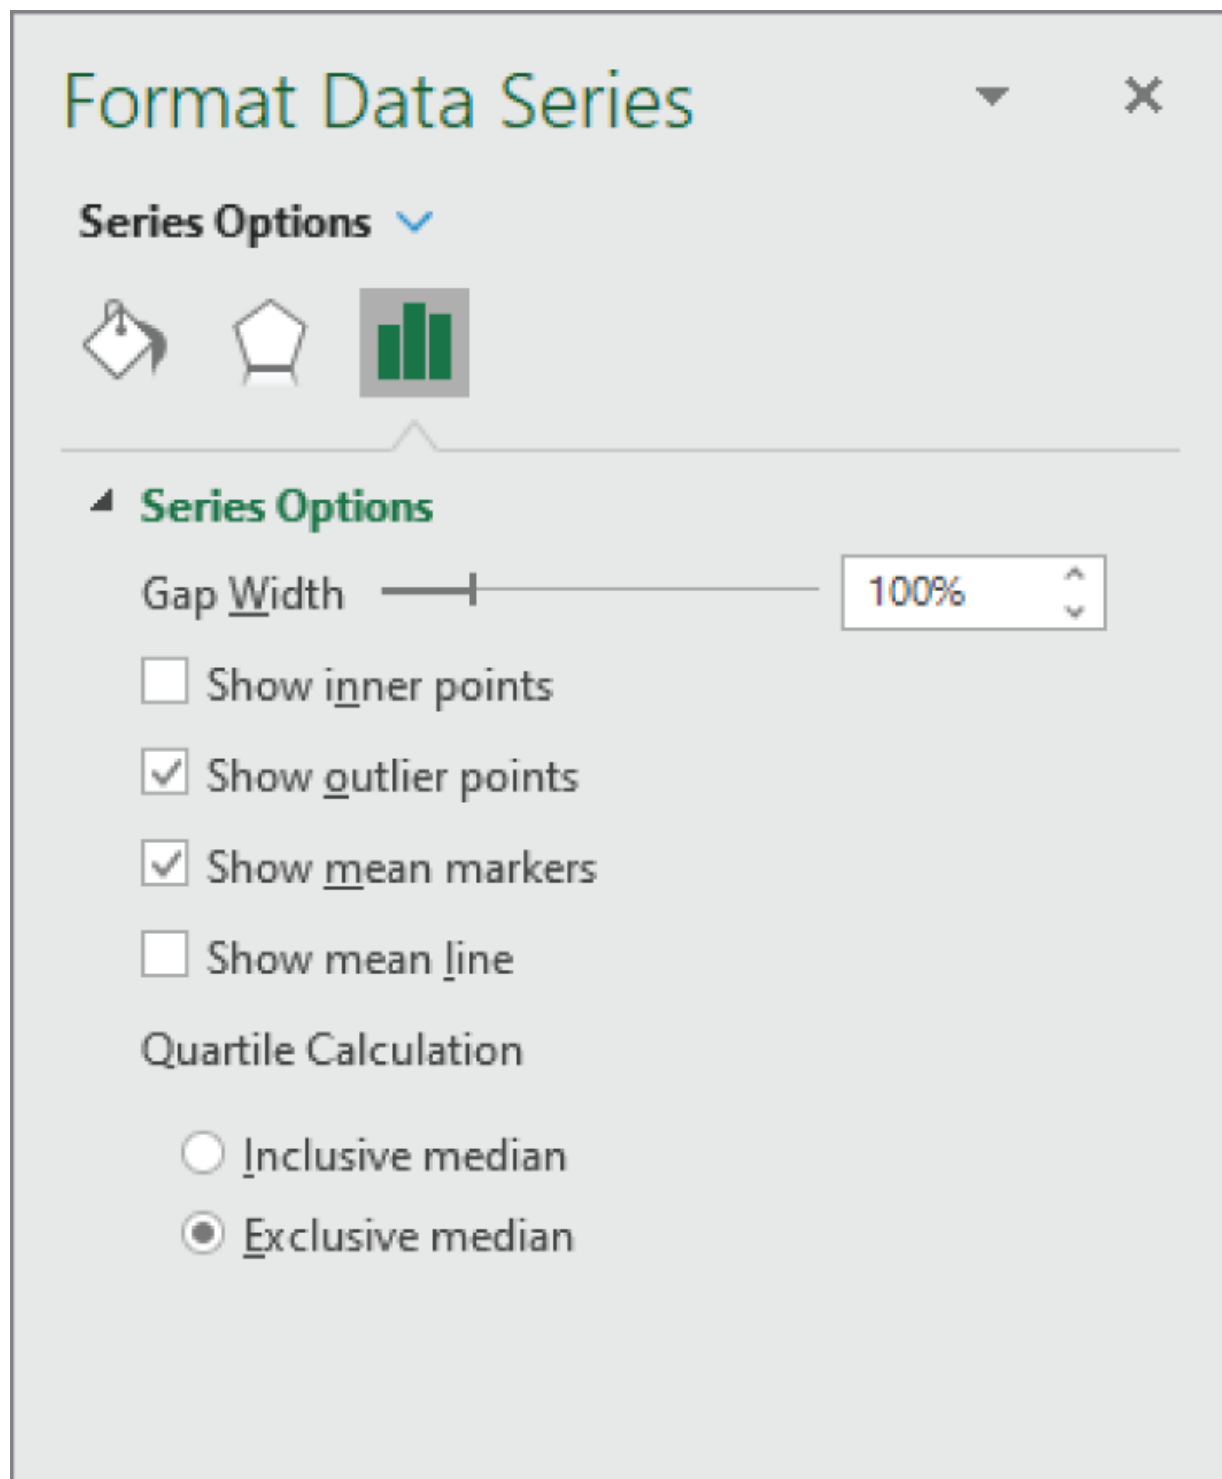 Format Data Series
Series Options
Series Options
Gap Width 100%
Show inner points
Show outlier points
Show mean markers
Show mean line
Quartile Calculation
Inclusive median
Exclusive median